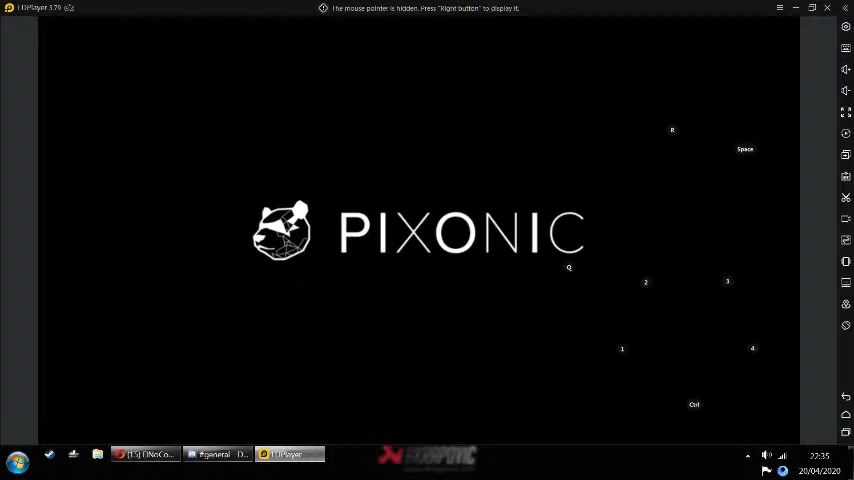 LDPlayer 3.79
The mouse pointer is hidden. Press "Right button" to display it.
R
Space
PIXONIC
Q
2
3
1
4
Ctrl
#general - D...
LDPlayer
22:35
20/04/2020